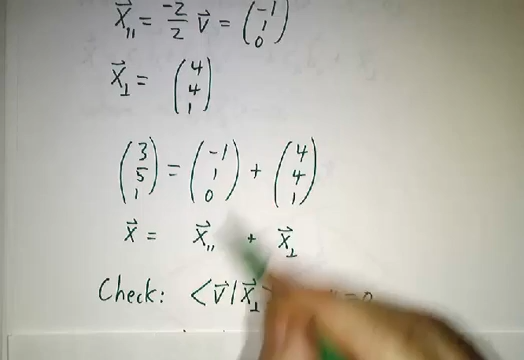 X⃗∥ = -2/2 V⃗ = (-1 1 0)
X⃗⊥ = (4 4 1)
(3 5 1) = (-1 1 0) + (4 4 1)
X⃗ = X⃗∥ + X⃗⊥
Check: <V⃗|X⃗⊥>